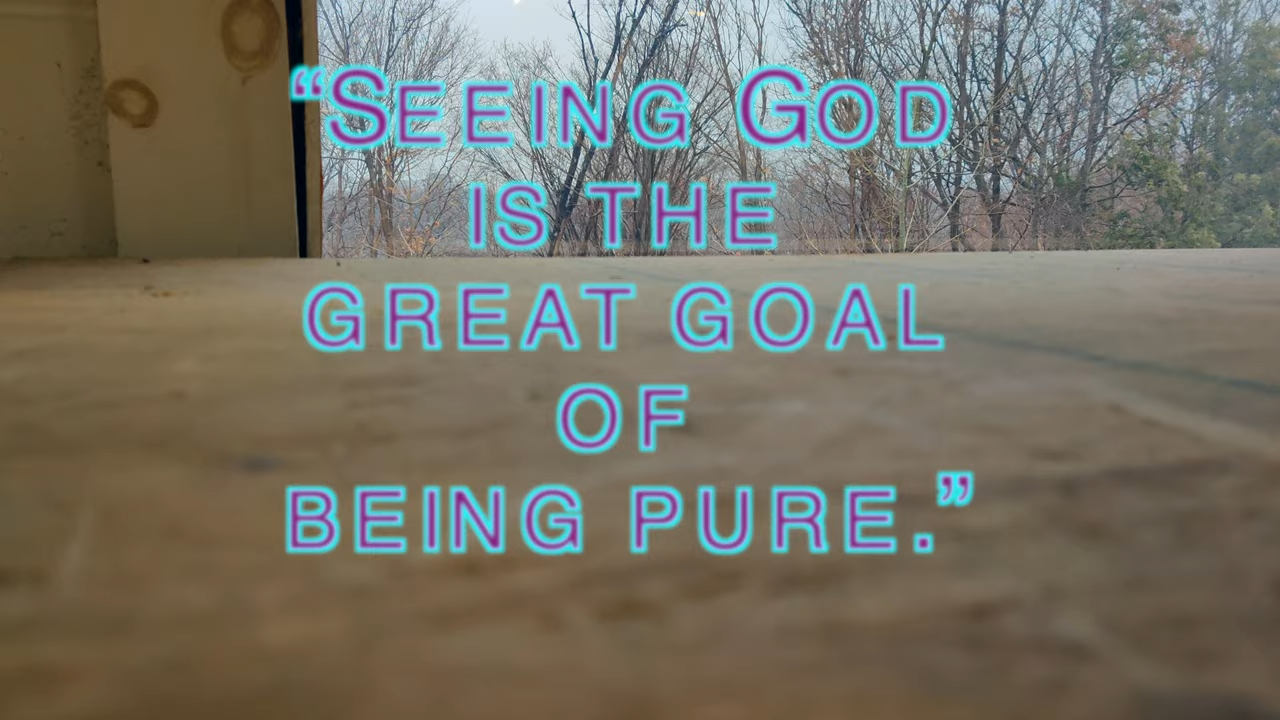 “Seeing God
is the
great goal
of
being pure.”